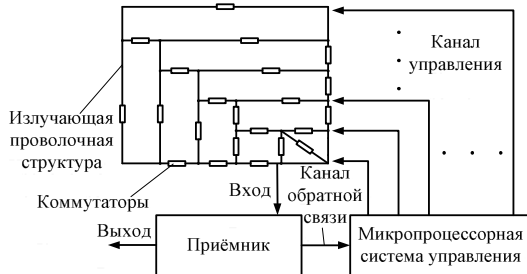 Канал
управления
Излучающая
проволочная
структура
Коммутаторы
Вход
Канал
обратной
связи
Выход
Приёмник
Микропроцессорная
система управления